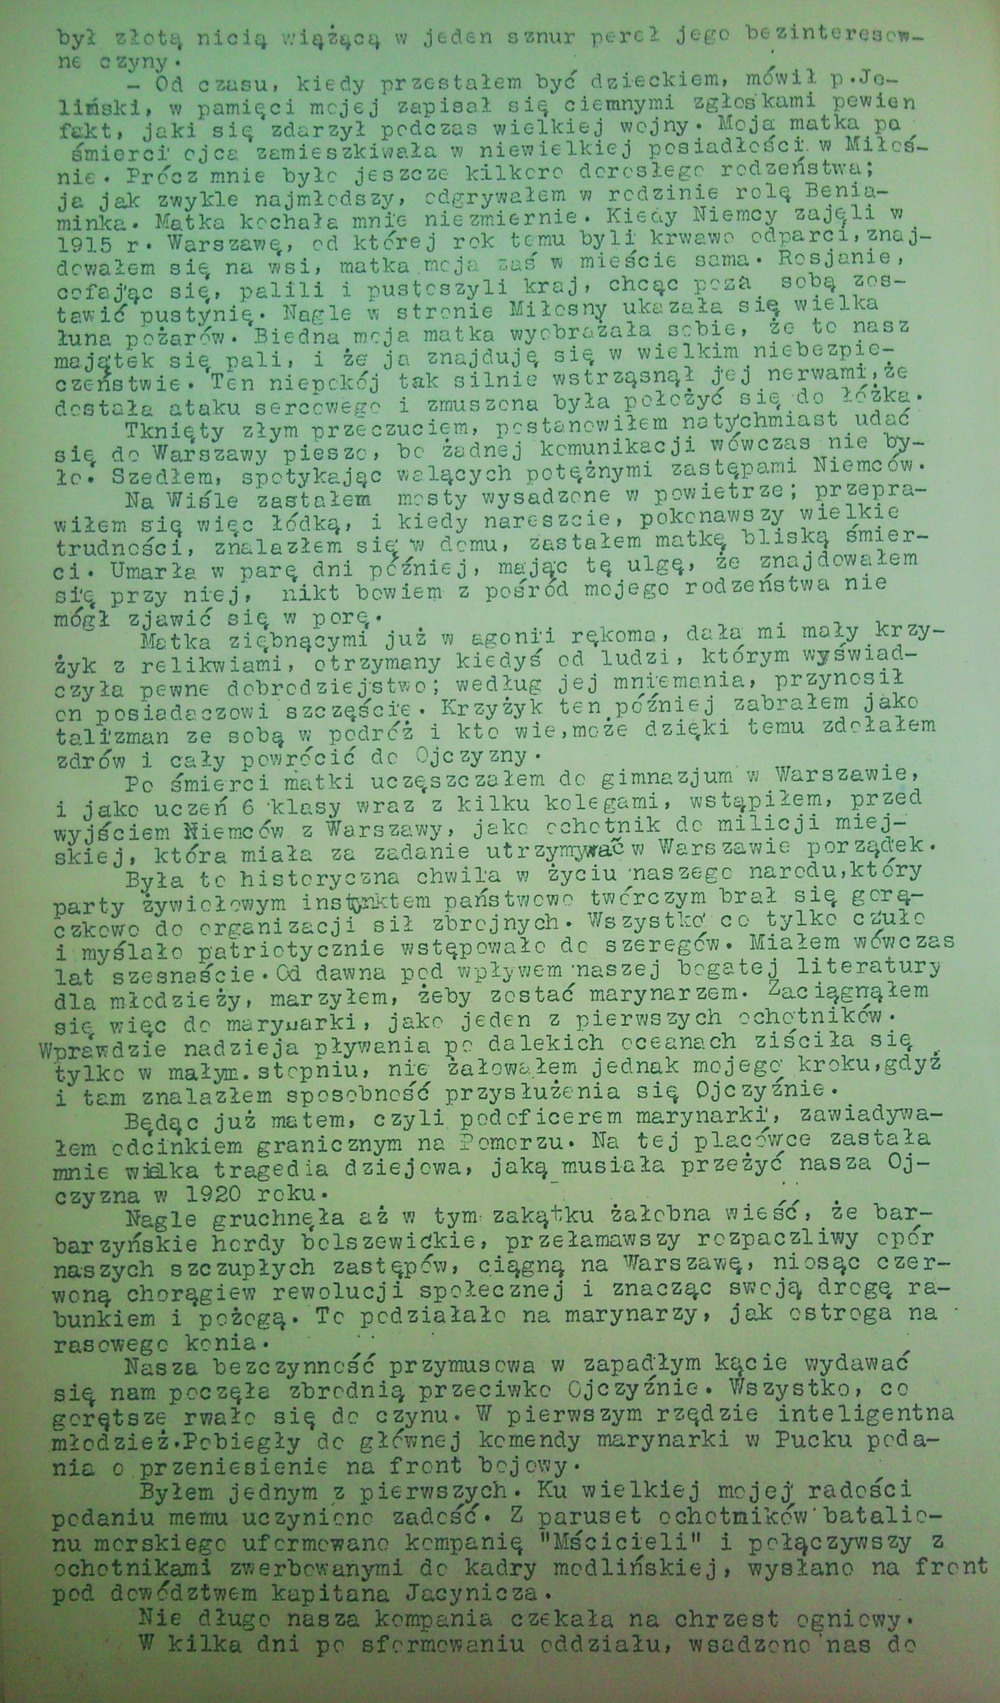 był złotą nicią wiążącą w jeden sznur pereł jego bezinteresow-
ne czyny.
- Od czasu, kiedy przestałem być dzieckiem, mówił p.Jo-
liński, w pamięci mojej zapisał się ciemnymi zgłoskami pewien
fakt, jaki się zdarzył podczas wielkiej wojny. Moja matka po
śmierci ojca zamieszkiwała w niewielkiej posiadłości w Miłoś-
nie. Prócz mnie było jeszcze kilkoro dorosłego rodzeństwa;
ja jak zwykle najmłodszy, odgrywałem w rodzinie rolę Benia-
minka. Matka kochała mnie niezmiernie. Kiedy Niemcy zajęli w
1915 r. Warszawę, od której rok temu byli krwawo odparci, znaj-
dowałem się na wsi, matka moja zaś w mieście sama. Rosjanie,
cofając się, palili i pustoszyli kraj, chcąc poza sobą zos-
tawić pustynię. Nagle w stronie Miłosny ukazała się wielka
łuna pożarów. Biedna moja matka wyobrażała sobie, że to nasz
majątek się pali, i że ja znajduję się w wielkim niebezpie-
czeństwie. Ten niepokój tak silnie wstrząsnął jej nerwami, że
dostała ataku sercowego i zmuszona była położyć się do łóżka.
Tknięty złym przeczuciem, postanowiłem natychmiast udać
się do Warszawy pieszo, bo żadnej komunikacji wówczas nie by-
ło. Szedłem, spotykając walących potężnymi zastępami Niemców.
Na Wiśle zastałem mosty wysadzone w powietrze; przepra-
wiłem się więc łódką, i kiedy nareszcie, pokonawszy wielkie
trudności, znalazłem się w domu, zastałem matkę bliską śmier-
ci. Umarła w parę dni później, mając tę ulgę, że znajdowałem
się przy niej, nikt bowiem z pośród mojego rodzeństwa nie
mógł zjawić się w porę.
Matka ziębnącymi już w agonii rękoma, dała mi mały krzy-
żyk z relikwiami, otrzymany kiedyś od ludzi, którym wyświad-
czyła pewne dobrodziejstwo; według jej mniemania, przynosił
on posiadaczowi szczęście. Krzyżyk ten później zabrałem jako
talizman ze sobą w podróż i kto wie, może dzięki temu zdołałem
zdrów i cały powrócić do Ojczyzny.
Po śmierci matki uczęszczałem do gimnazjum w Warszawie,
i jako uczeń 6 klasy wraz z kilku kolegami, wstąpiłem, przed
wyjściem Niemców z Warszawy, jako ochotnik do milicji miej-
skiej, która miała za zadanie utrzymywać w Warszawie porządek.
Była to historyczna chwila w życiu naszego narodu, który
party żywiołowym instynktem państwowo twórczym brał się gorą-
czkowo do organizacji sił zbrojnych. Wszystko co tylko czuło
i myślało patriotycznie wstępowało do szeregów. Miałem wówczas
lat szesnaście. Od dawna pod wpływem naszej bogatej literatury
dla młodzieży, marzyłem, żeby zostać marynarzem. Zaciągnąłem
się więc do marynarki, jako jeden z pierwszych ochotników.
Wprawdzie nadzieja pływania po dalekich oceanach ziściła się
tylko w małym. stopniu, nie żałowałem jednak mojego kroku, gdyż
i tam znalazłem sposobność przysłużenia się Ojczyźnie.
Będąc już matem, czyli podoficerem marynarki, zawiadywa-
łem odcinkiem granicznym na Pomorzu. Na tej placówce zastała
mnie wielka tragedia dziejowa, jaką musiała przeżyć nasza Oj-
czyzna w 1920 roku.
Nagle gruchnęła aż w tym zakątku żałobna wieść, że bar-
barzyńskie hordy bolszewickie, przełamawszy rozpaczliwy opór
naszych szczupłych zastępów, ciągną na Warszawę, niosąc czer-
woną chorągiew rewolucji społecznej i znacząc swoją drogę ra-
bunkiem i pożogą. To podziałało na marynarzy, jak ostroga na
rasowego konia.
Nasza bezczynność przymusowa w zapadłym kącie wydawać
się nam poczęła zbrodnią przeciwko Ojczyźnie. Wszystko, co
gorętsze rwało się do czynu. W pierwszym rzędzie inteligentna
młodzież. Pobiegły do głównej komendy marynarki w Pucku poda-
nia o przeniesienie na front bojowy.
Byłem jednym z pierwszych. Ku wielkiej mojej radości
podaniu memu uczyniono zadość. Z paruset ochotników batalio-
nu morskiego uformowano kompanię "Mścicieli" i połączywszy z
ochotnikami zwerbowanymi do kadry modlińskiej, wysłano na front
pod dowództwem kapitana Jacynicza.
Nie długo nasza kompania czekała na chrzest ogniowy.
W kilka dni po sformowaniu oddziału, wsadzono nas do